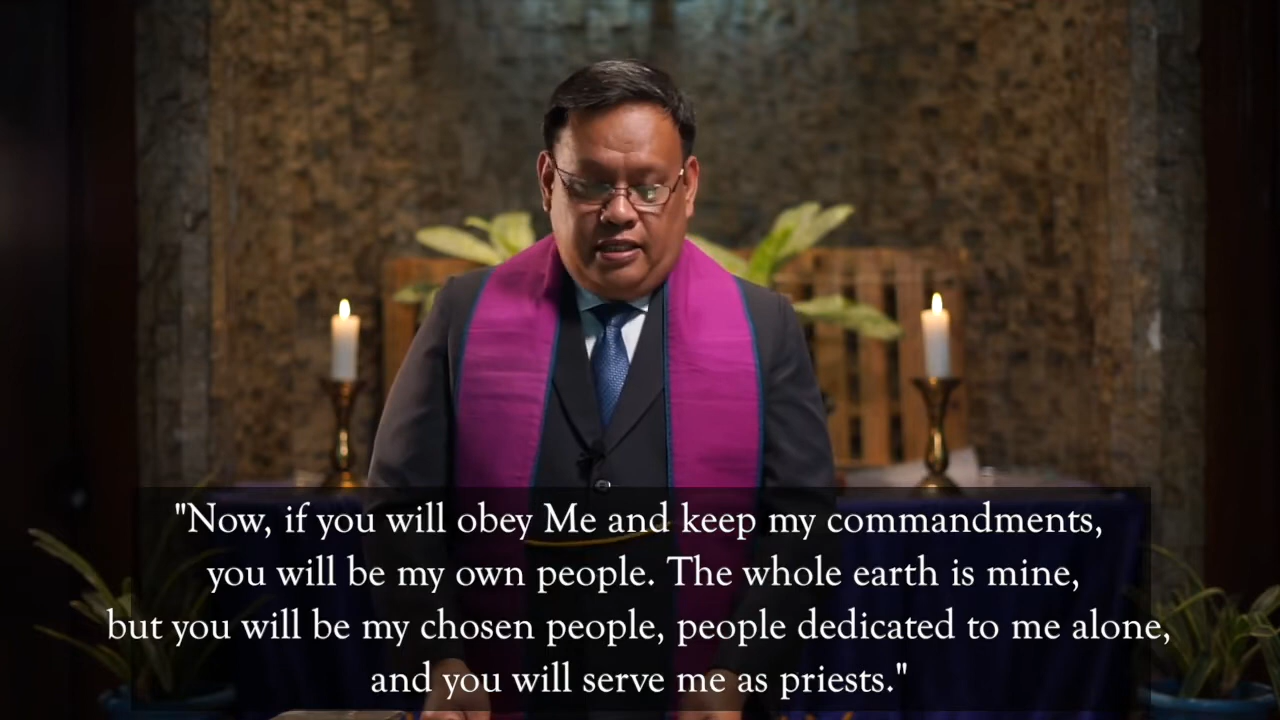 "Now, if you will obey Me and keep my commandments,
you will be my own people. The whole earth is mine,
but you will be my chosen people, people dedicated to me alone,
and you will serve me as priests."